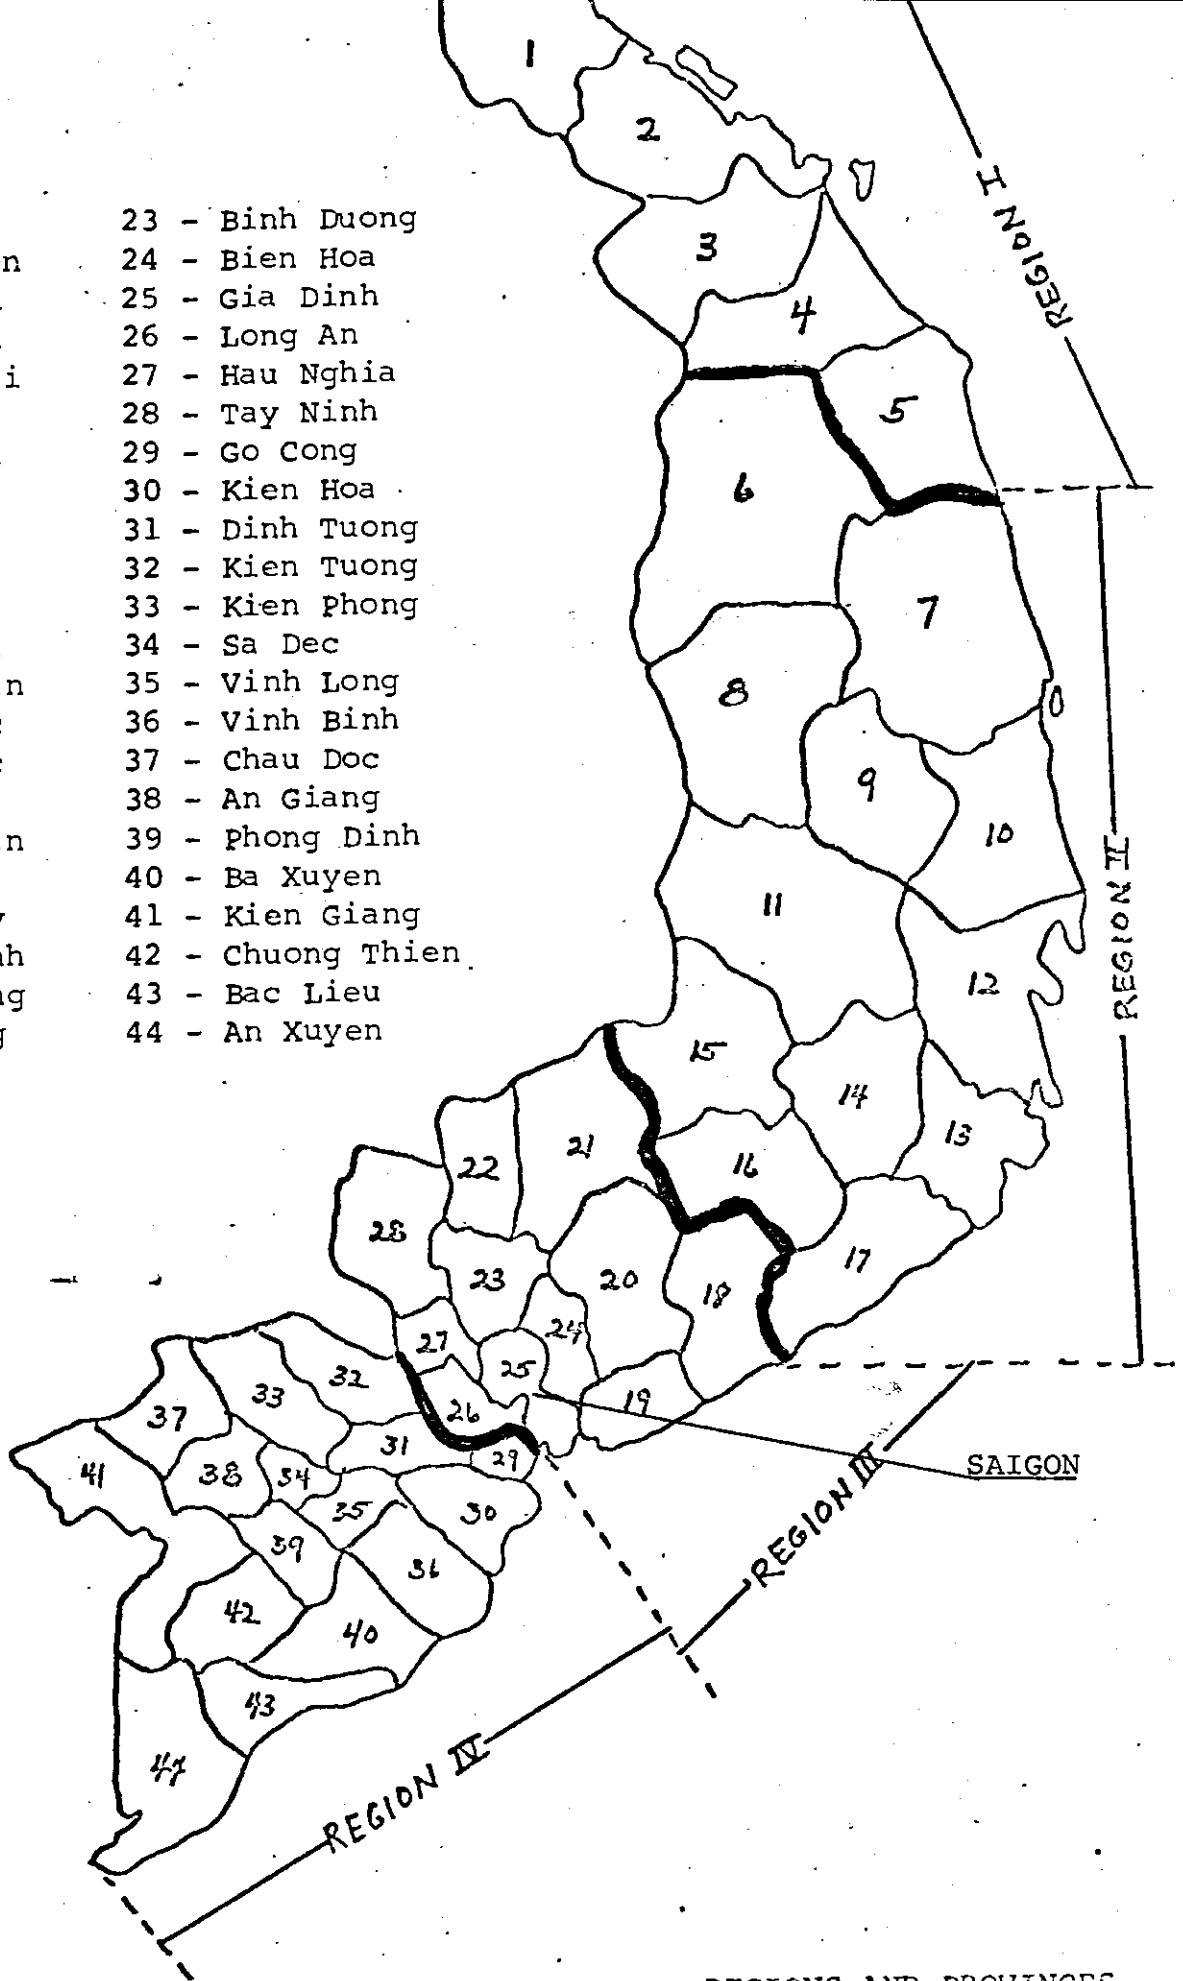 1
2
3
4
5
6
7
8
9
10
11
12
13
14
15
16
17
18
19
20
21
22
23
24
25
26
27
28
29
30
31
32
33
34
35
36
37
38
39
40
41
42
43
47
REGION I
REGION II
REGION III
REGION IV
SAIGON
23 - Binh Duong
n 24 - Bien Hoa
25 - Gia Dinh
26 - Long An
i 27 - Hau Nghia
28 - Tay Ninh
29 - Go Cong
30 - Kien Hoa
31 - Dinh Tuong
32 - Kien Tuong
33 - Kien Phong
34 - Sa Dec
n 35 - Vinh Long
36 - Vinh Binh
37 - Chau Doc
38 - An Giang
n 39 - Phong Dinh
40 - Ba Xuyen
41 - Kien Giang
nh 42 - Chuong Thien
ng 43 - Bac Lieu
g 44 - An Xuyen
REGIONS AND PROVINCES